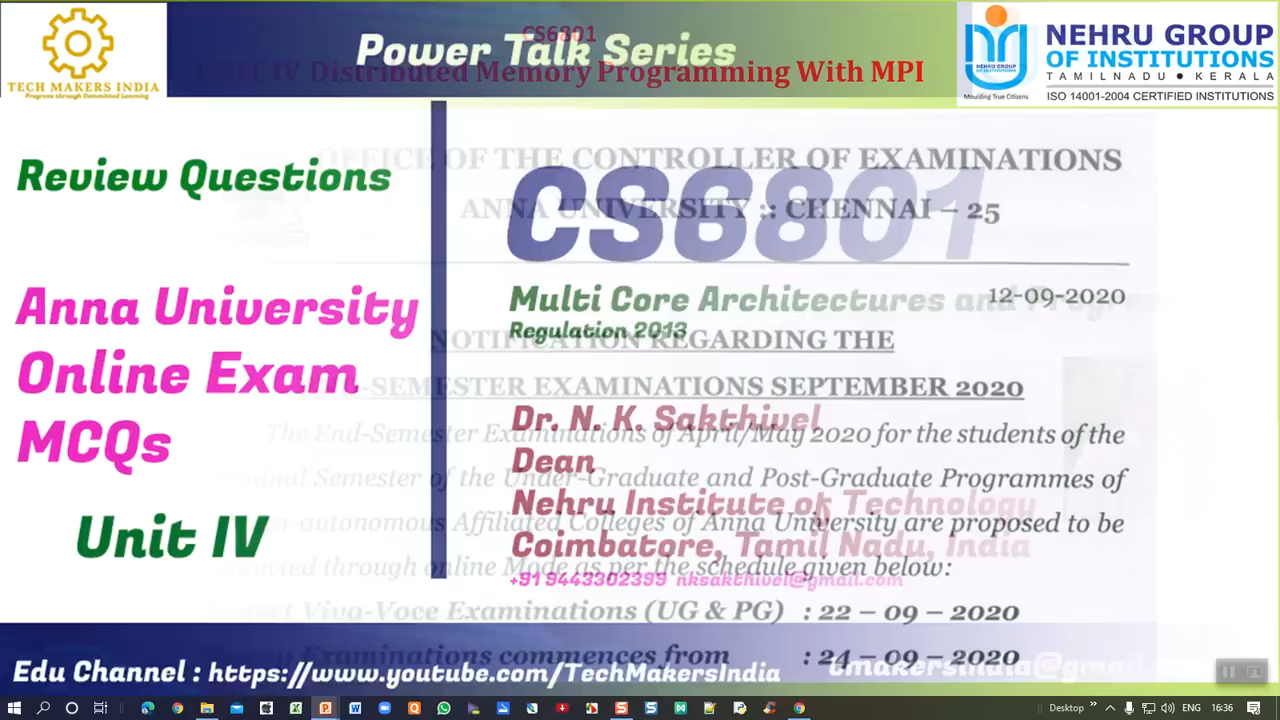 TECH MAKERS INDIA
Progress through Committed Learning
CS6801
Power Talk Series
IV Distributed Memory Programming With MPI
NEHRU GROUP
OF INSTITUTIONS
Moulding True Citizens
NEHRU GROUP
OF INSTITUTIONS
TAMILNADU • KERALA
ISO 14001-2004 CERTIFIED INSTITUTIONS
Review Questions
Anna University
Online Exam
MCQs
Unit IV
OFFICE OF THE CONTROLLER OF EXAMINATIONS
ANNA UNIVERSITY :: CHENNAI – 25
CS6801
12-09-2020
Multi Core Architectures and
Regulation 2013
NOTIFICATION REGARDING THE
SEMESTER EXAMINATIONS SEPTEMBER 2020
Dr. N. K. Sakthivel
The End-Semester Examinations of April/May 2020 for the students of the
Dean
Semester of the Under-Graduate and Post-Graduate Programmes of
Nehru Institute of Technology
Affiliated Colleges of Anna University are proposed to be
Coimbatore, Tamil Nadu, India
through online Mode as per the schedule given below:
+91 9443302399 nksakthivel@gmail.com
Viva-Voce Examinations (UG & PG) : 22 – 09 – 2020
Examinations commences from : 24 – 09 – 2020
Edu Channel : https://www.youtube.com/TechMakersIndia
Desktop
ENG
16:36